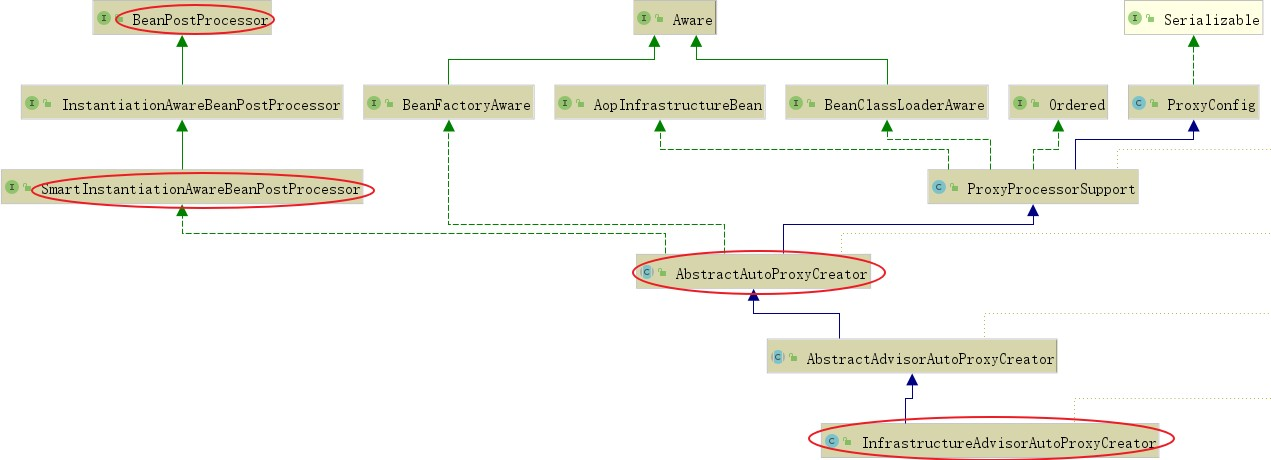 BeanPostProcessor
Aware
Serializable
InstantiationAwareBeanPostProcessor
BeanFactoryAware
AopInfrastructureBean
BeanClassLoaderAware
Ordered
ProxyConfig
SmartInstantiationAwareBeanPostProcessor
ProxyProcessorSupport
AbstractAutoProxyCreator
AbstractAdvisorAutoProxyCreator
InfrastructureAdvisorAutoProxyCreator